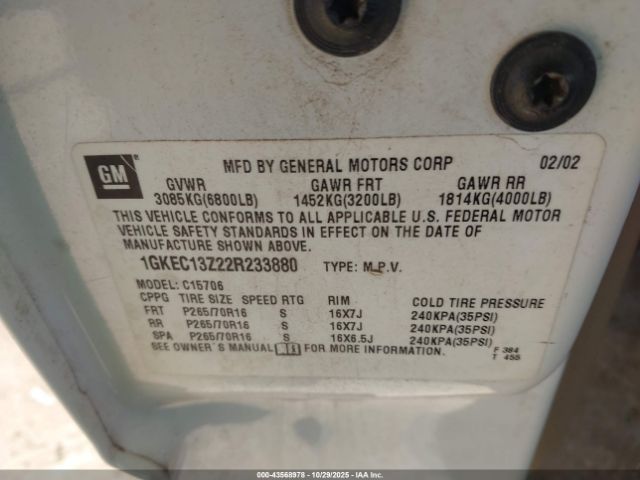 GM
MFD BY GENERAL MOTORS CORP 02/02
GVWR GAWR FRT GAWR RR
3085KG(6800LB) 1452KG(3200LB) 1814KG(4000LB)
THIS VEHICLE CONFORMS TO ALL APPLICABLE U.S. FEDERAL MOTOR
VEHICLE SAFETY STANDARDS IN EFFECT ON THE DATE OF
MANUFACTURE SHOWN ABOVE.
1GKEC13Z22R233880 TYPE: M.P.V.
MODEL: C15706
CPPG TIRE SIZE SPEED RTG RIM COLD TIRE PRESSURE
FRT P265/70R16 S 16X7J 240KPA(35PSI)
RR P265/70R16 S 16X7J 240KPA(35PSI)
SPA P265/70R16 S 16X6.5J 240KPA(35PSI)
SEE OWNER'S MANUAL FOR MORE INFORMATION.
F 384
T 455
00-43568978 • 10/29/2025 • IAAI.com